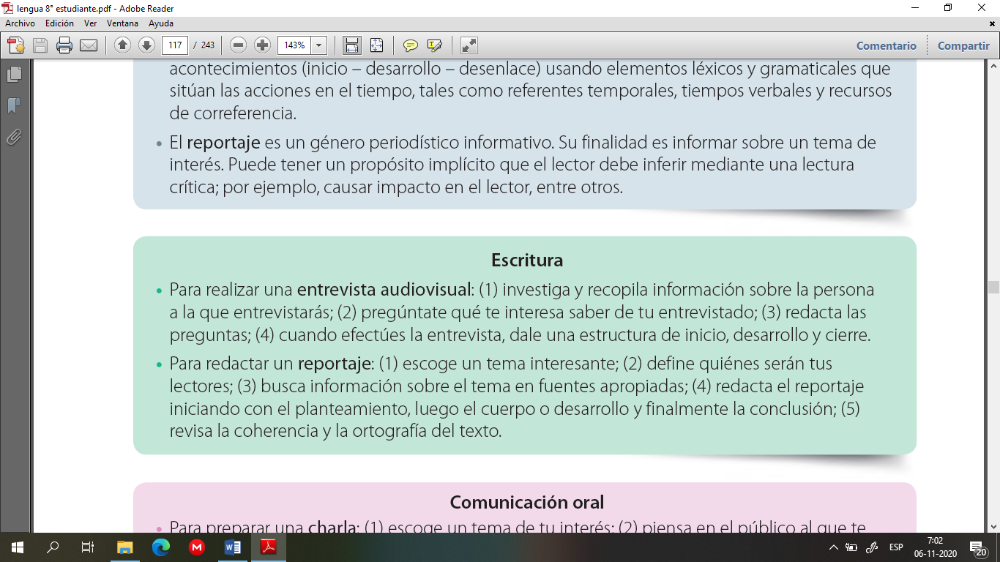 lengua 8° estudiante.pdf - Adobe Reader
Archivo Edición Ver Ventana Ayuda
117 / 243 143% Comentario Compartir
acontecimientos (inicio – desarrollo – desenlace) usando elementos léxicos y gramaticales que
sitúan las acciones en el tiempo, tales como referentes temporales, tiempos verbales y recursos
de correferencia.
• El reportaje es un género periodístico informativo. Su finalidad es informar sobre un tema de
interés. Puede tener un propósito implícito que el lector debe inferir mediante una lectura
crítica; por ejemplo, causar impacto en el lector, entre otros.
Escritura
• Para realizar una entrevista audiovisual: (1) investiga y recopila información sobre la persona
a la que entrevistarás; (2) pregúntate qué te interesa saber de tu entrevistado; (3) redacta las
preguntas; (4) cuando efectúes la entrevista, dale una estructura de inicio, desarrollo y cierre.
• Para redactar un reportaje: (1) escoge un tema interesante; (2) define quiénes serán tus
lectores; (3) busca información sobre el tema en fuentes apropiadas; (4) redacta el reportaje
iniciando con el planteamiento, luego el cuerpo o desarrollo y finalmente la conclusión; (5)
revisa la coherencia y la ortografía del texto.
Comunicación oral
• Para preparar una charla: (1) escoge un tema de tu interés; (2) piensa en el público al que te
ESP
7:02
06-11-2020
20